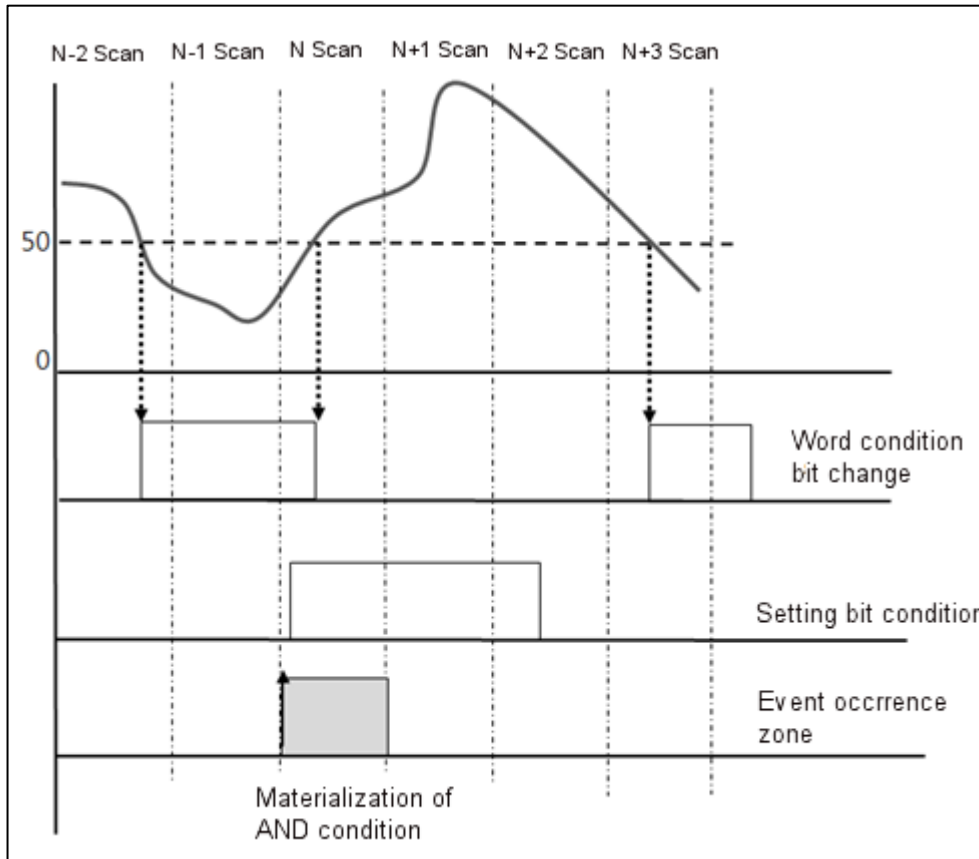 N-2 Scan N-1 Scan N Scan N+1 Scan N+2 Scan N+3 Scan
50
0
Word condition
bit change
Setting bit condition
Event occrrence
zone
Materialization of
AND condition